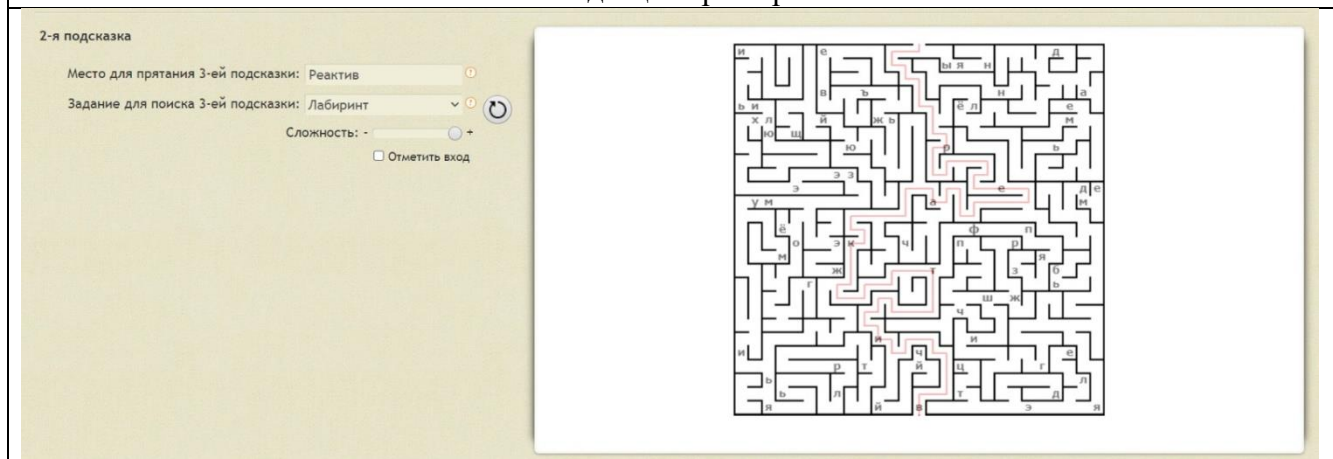 2-я подсказка
Место для прятания 3-ей подсказки: Реактив
Задание для поиска 3-ей подсказки: Лабиринт
Сложность: - +
Отметить вход
и е д
ы я н
в ъ н а
ь и ё л е
х л й ж ь м
ю щ
ю р ь
э з
э е д е
у м а м
ё ф п
о э к ч п р
м я
ж т з б
г ь
ш ж
ч
и и
и ч е
р т й ц г
ь л
ь л т д
я й в э я